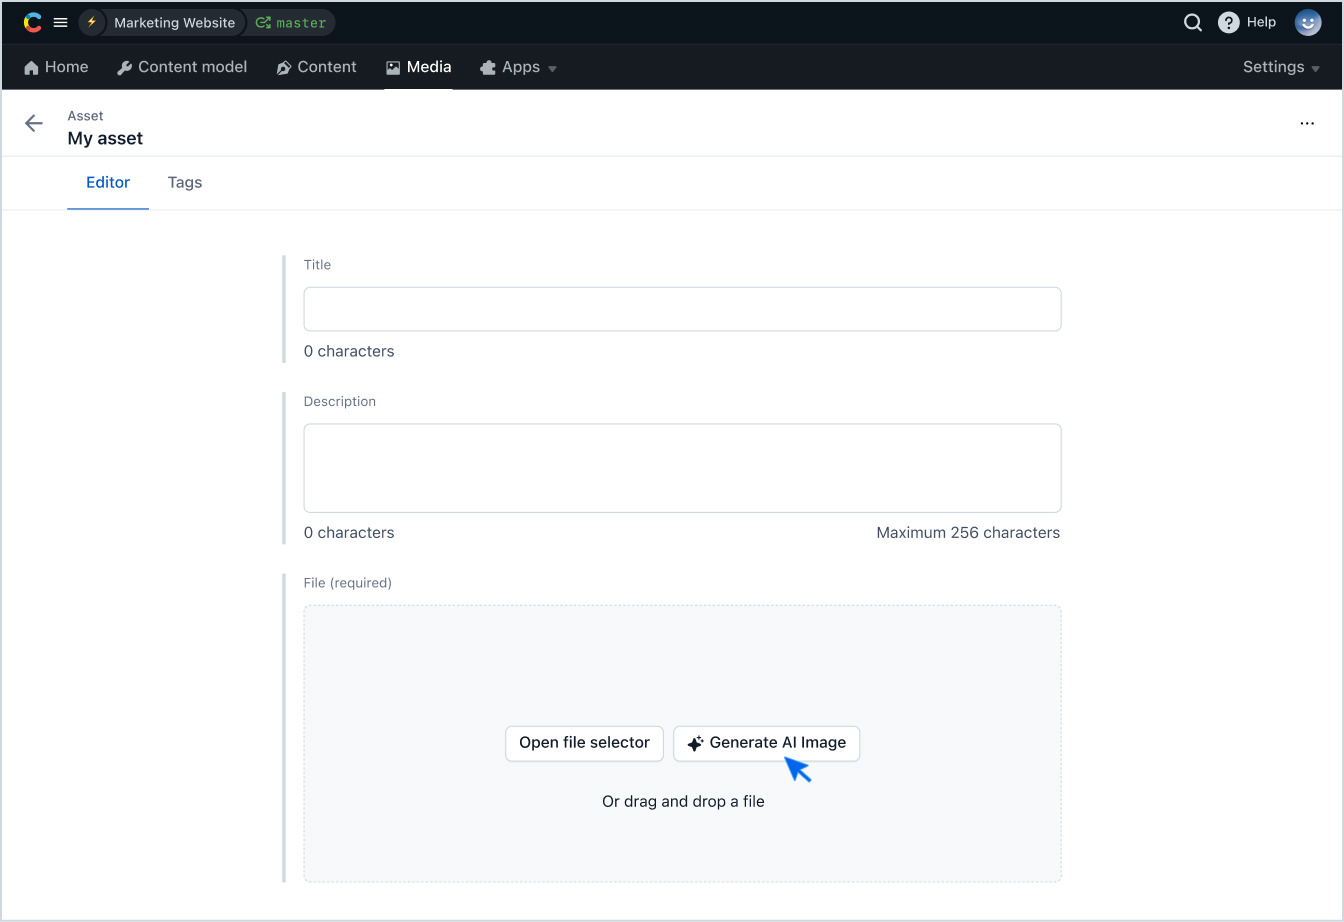 ⚡ Marketing Website master ? Help
Home Content model Content Media Apps Settings
Asset
My asset
...
Editor Tags
Title
0 characters
Description
0 characters Maximum 256 characters
File (required)
Open file selector Generate AI Image
Or drag and drop a file